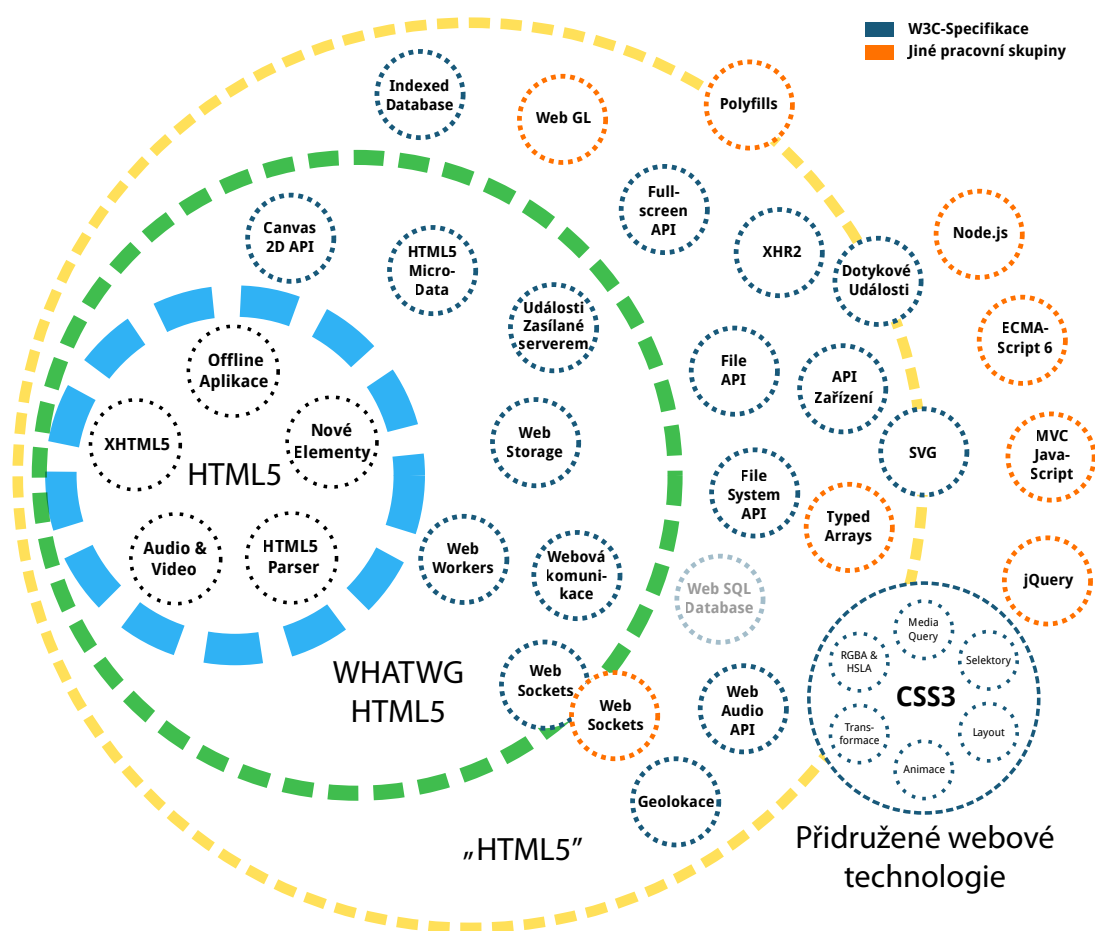 W3C-Specifikace
Jiné pracovní skupiny
Indexed
Database
Web GL
Polyfills
Full-
screen
API
XHR2
Dotykové
Události
Node.js
ECMA-
Script 6
Canvas
2D API
HTML5
Micro-
Data
Události
Zasílané
serverem
File
API
API
Zařízení
SVG
MVC
Java-
Script
Offline
Aplikace
XHTML5
Nové
Elementy
HTML5
Audio &
Video
HTML5
Parser
Web
Storage
File
System
API
Typed
Arrays
Web
Workers
Webová
komuni-
kace
Web SQL
Database
jQuery
WHATWG
HTML5
Web
Sockets
Web
Sockets
Web
Audio
API
Geolokace
Media
Query
RGBA &
HSLA
Selektory
CSS3
Trans-
formace
Layout
Animace
„HTML5”
Přidružené webové
technologie